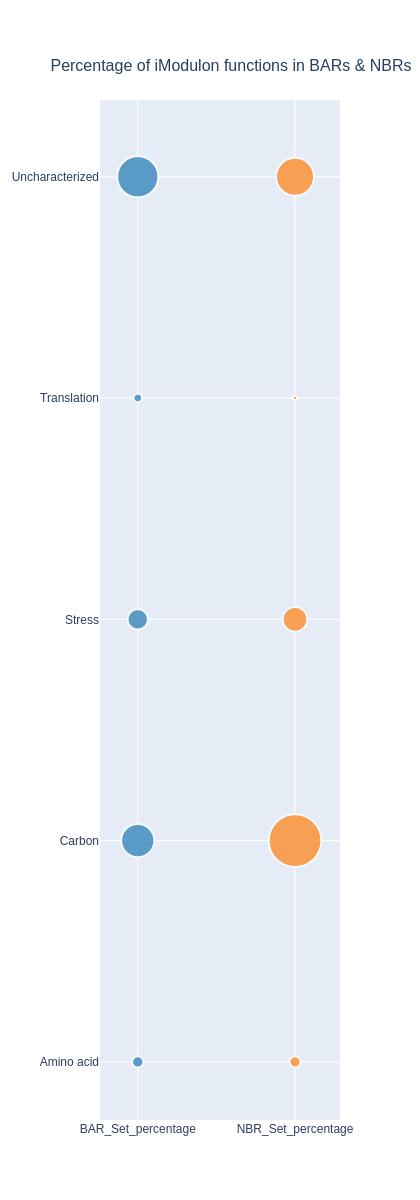 Percentage of iModulon functions in BARs & NBRs
Uncharacterized
Translation
Stress
Carbon
Amino acid
BAR_Set_percentage
NBR_Set_percentage